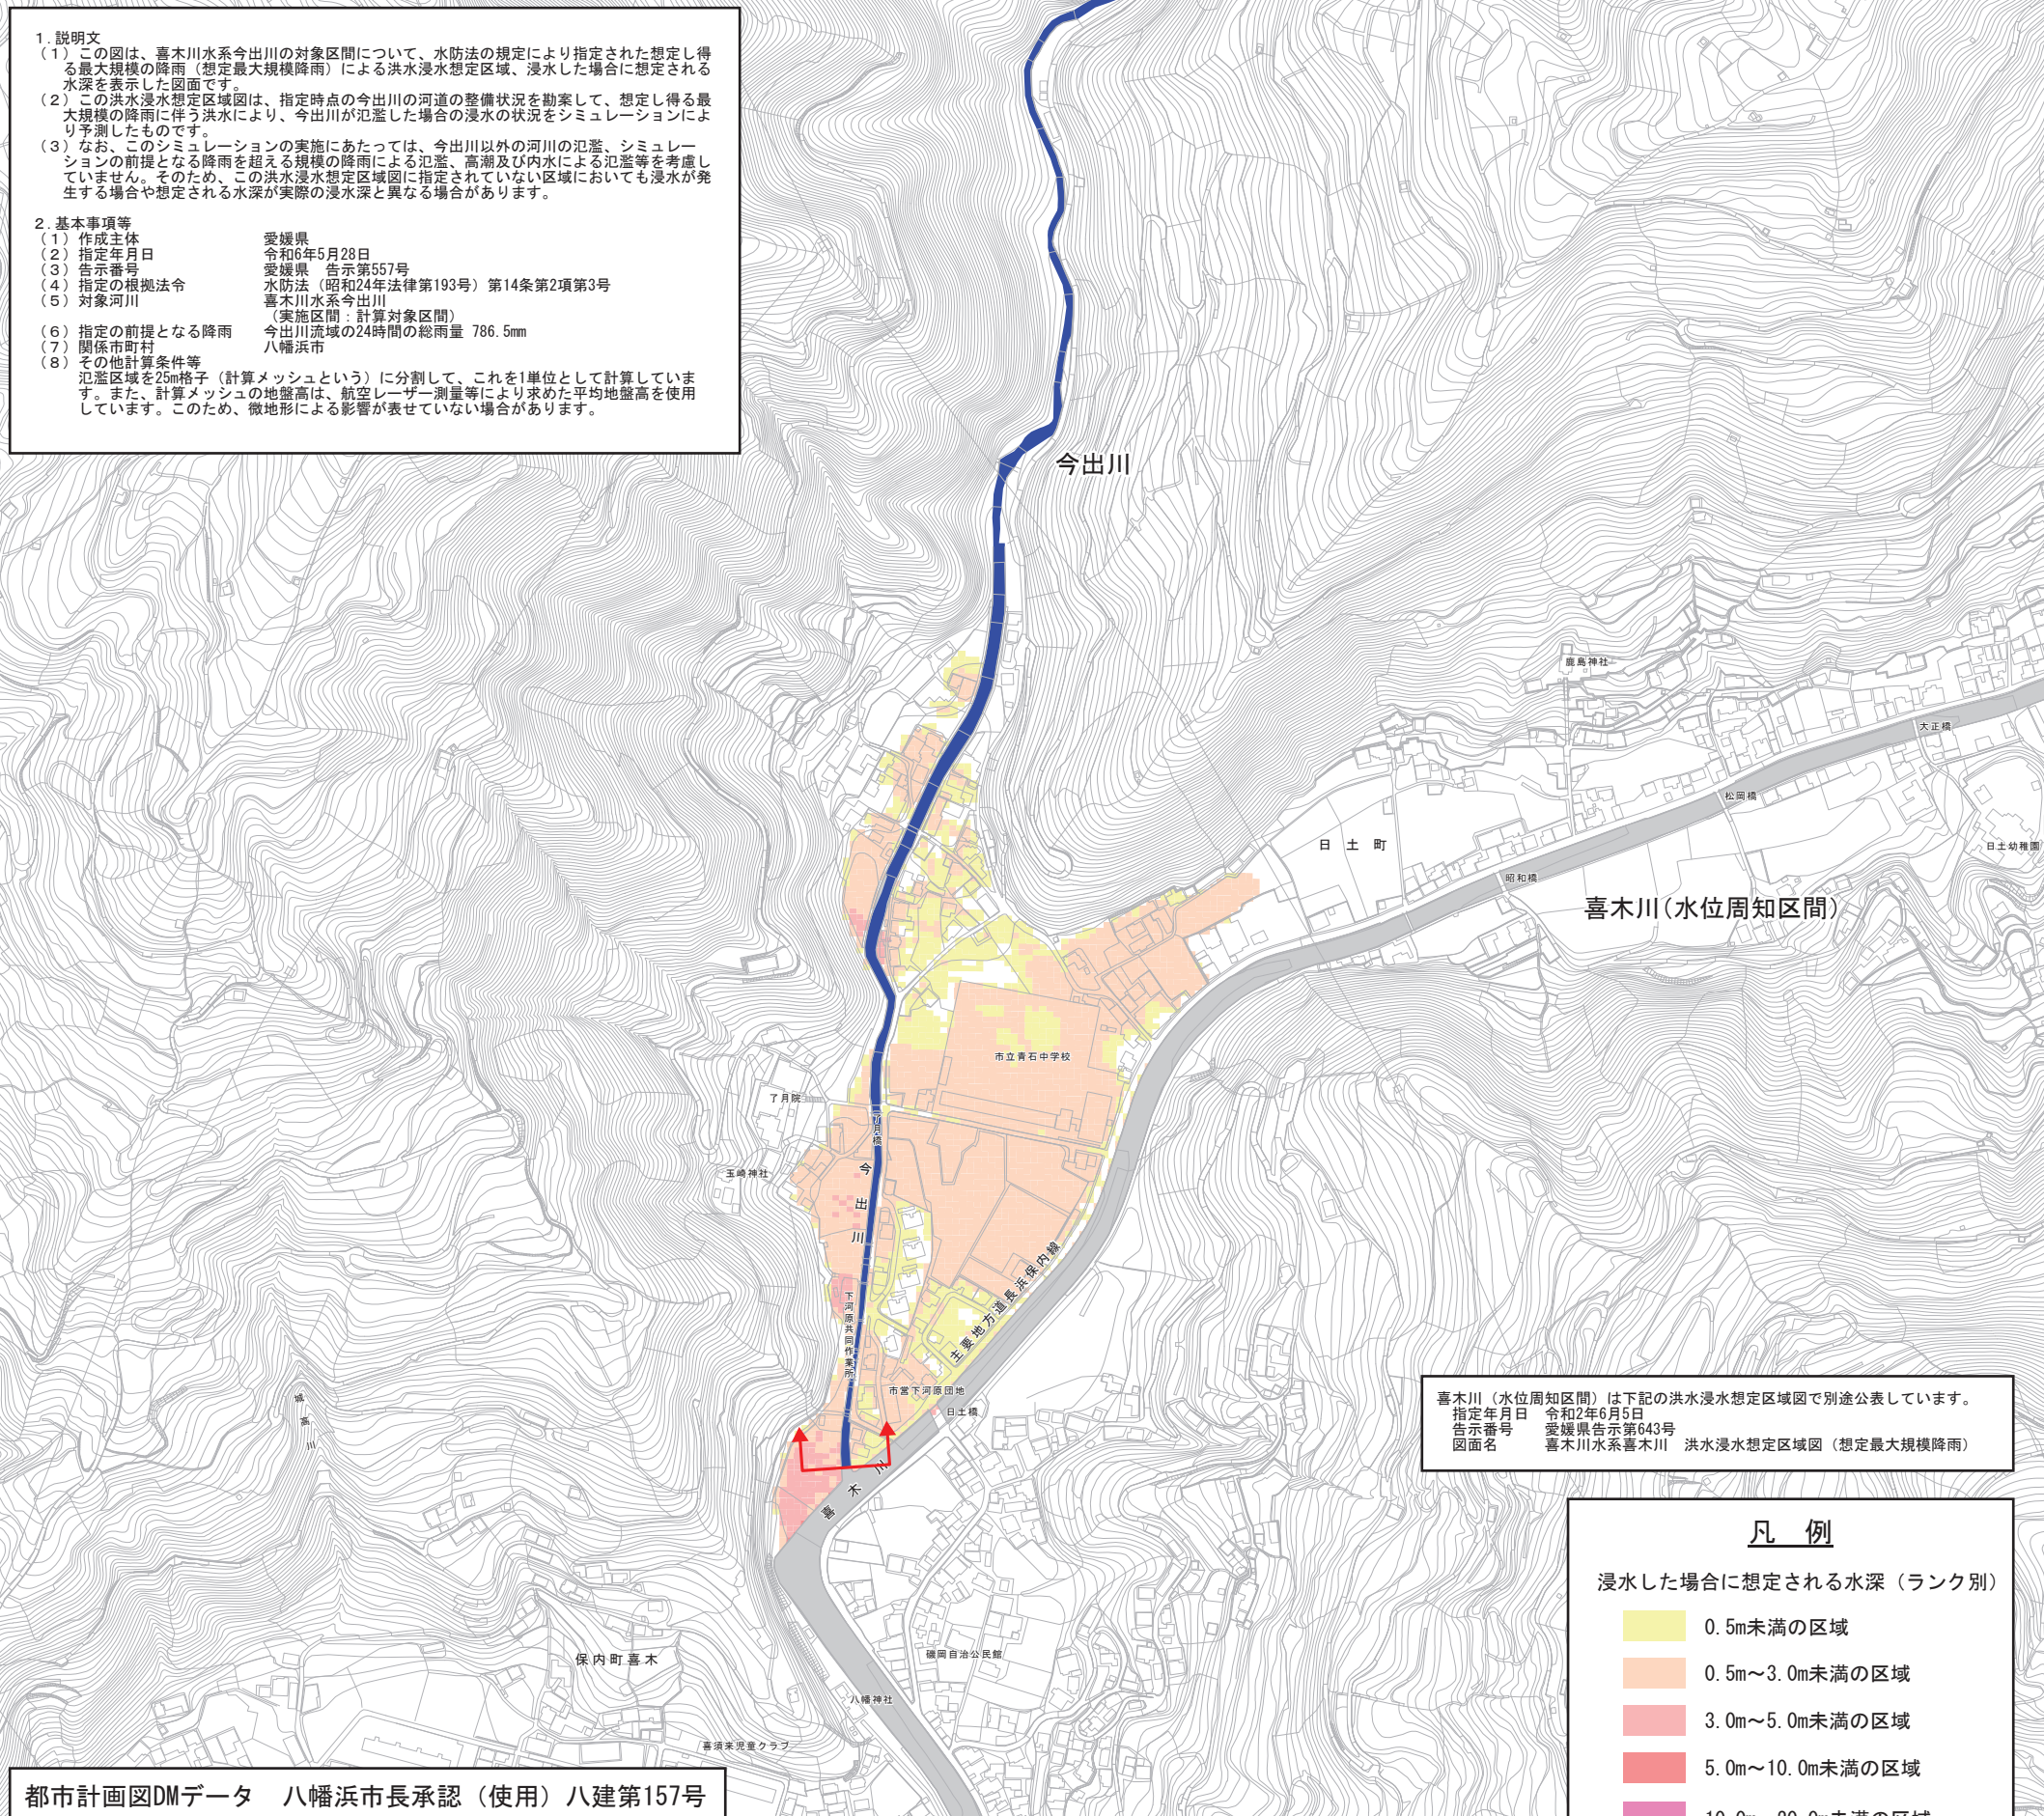 1.説明文
（1）この図は、喜木川水系今出川の対象区間について、水防法の規定により指定された想定し得
る最大規模の降雨（想定最大規模降雨）による洪水浸水想定区域、浸水した場合に想定される
水深を表示した図面です。
（2）この洪水浸水想定区域図は、指定時点の今出川の河道の整備状況を勘案して、想定し得る最
大規模の降雨に伴う洪水により、今出川が氾濫した場合の浸水の状況をシミュレーションによ
り予測したものです。
（3）なお、このシミュレーションの実施にあたっては、今出川以外の河川の氾濫、シミュレー
ションの前提となる降雨を超える規模の降雨による氾濫、高潮及び内水による氾濫等を考慮し
ていません。そのため、この洪水浸水想定区域図に指定されていない区域においても浸水が発
生する場合や想定される水深が実際の浸水深と異なる場合があります。
2.基本事項等
（1）作成主体 愛媛県
（2）指定年月日 令和6年5月28日
（3）告示番号 愛媛県 告示第557号
（4）指定の根拠法令 水防法（昭和24年法律第193号）第14条第2項第3号
（5）対象河川 喜木川水系今出川
（実施区間：計算対象区間）
（6）指定の前提となる降雨 今出川流域の24時間の総雨量 786.5mm
（7）関係市町村 八幡浜市
（8）その他計算条件等
氾濫区域を25m格子（計算メッシュという）に分割して、これを1単位として計算していま
す。また、計算メッシュの地盤高は、航空レーザー測量等により求めた平均地盤高を使用
しています。このため、微地形による影響が表せていない場合があります。
今出川
鹿島神社
大正橋
松岡橋
日土町
日土幼稚園
昭和橋
喜木川(水位周知区間)
市立青石中学校
了月院
了月橋
玉崎神社
今出川
主要地方道長浜保内線
下河原共同作業所
市営下河原団地
日土橋
城高川
喜木川
喜木川（水位周知区間）は下記の洪水浸水想定区域図で別途公表しています。
指定年月日 令和2年6月5日
告示番号 愛媛県告示第643号
図面名 喜木川水系喜木川 洪水浸水想定区域図（想定最大規模降雨）
凡 例
浸水した場合に想定される水深（ランク別）
0.5m未満の区域
0.5m～3.0m未満の区域
3.0m～5.0m未満の区域
5.0m～10.0m未満の区域
10.0m～20.0m未満の区域
保内町喜木
磯岡自治公民館
八幡神社
喜須来児童クラブ
都市計画図DMデータ 八幡浜市長承認（使用）八建第157号